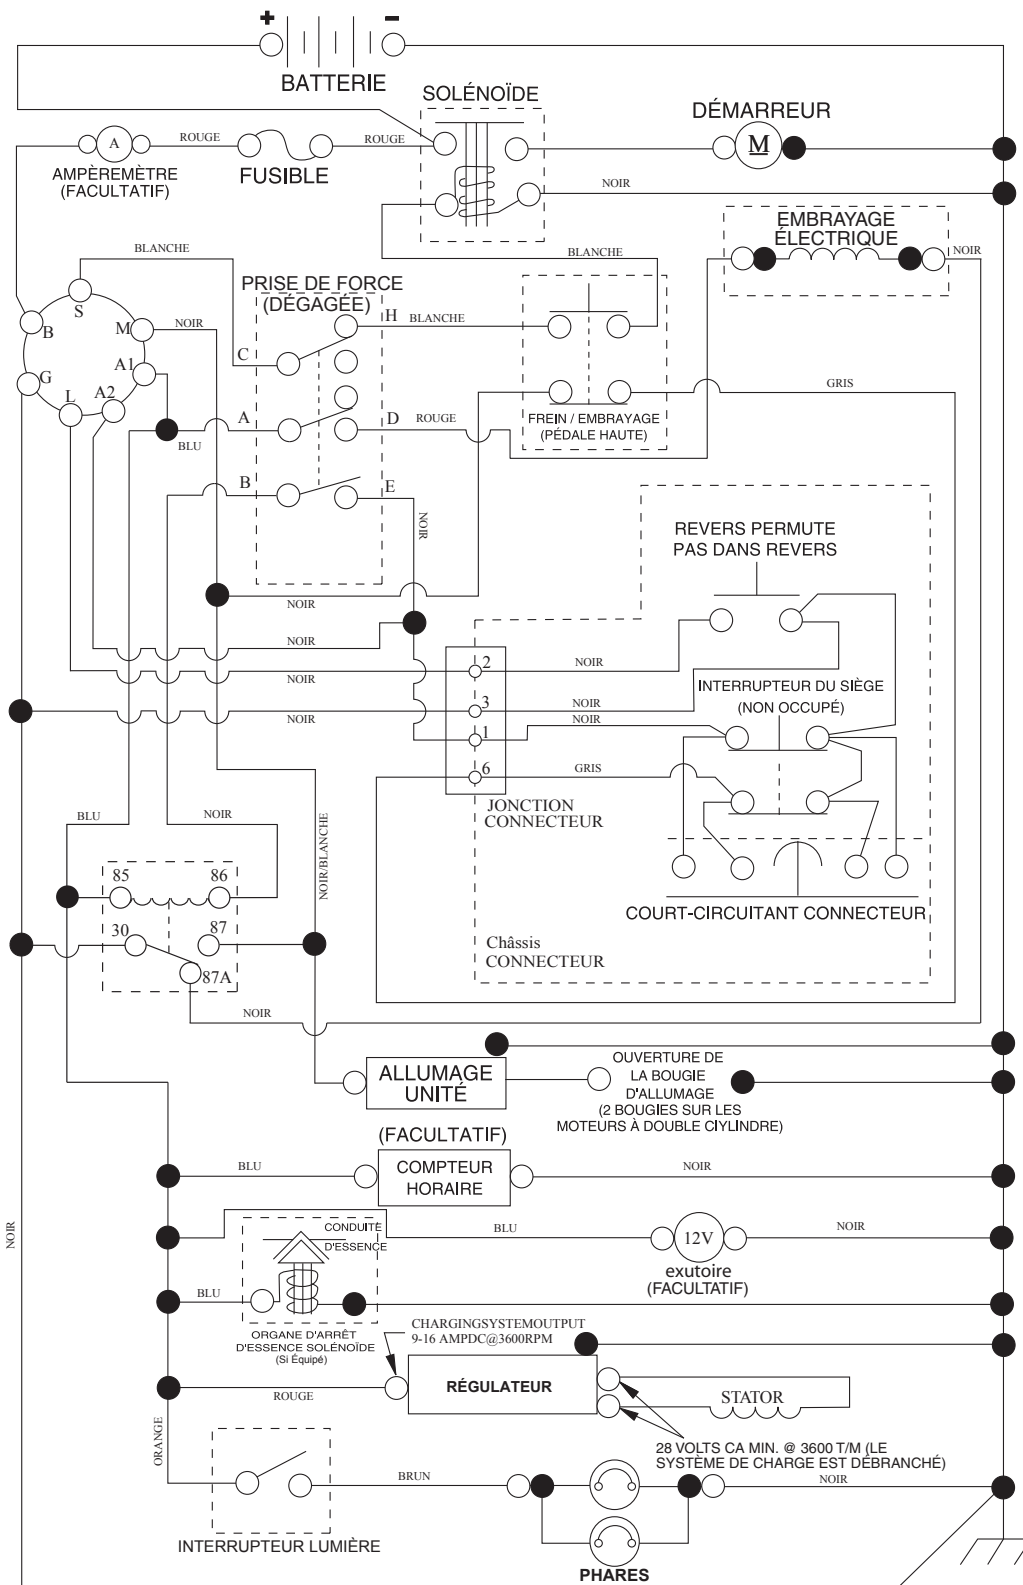 + -
BATTERIE
SOLÉNOÏDE
DÉMARREUR
A
ROUGE
ROUGE
M
AMPÈREMÈTRE
(FACULTATIF)
FUSIBLE
NOIR
EMBRAYAGE
ÉLECTRIQUE
NOIR
BLANCHE
BLANCHE
PRISE DE FORCE
(DÉGAGÉE)
S
B
M
NOIR
H
BLANCHE
C
G
A1
A2
L
GRIS
A
BLU
D
ROUGE
FREIN / EMBRAYAGE
(PÉDALE HAUTE)
B
E
NOIR
REVERS PERMUTE
PAS DANS REVERS
NOIR
NOIR
NOIR
2
NOIR
INTERRUPTEUR DU SIÈGE
(NON OCCUPÉ)
NOIR
3
NOIR
NOIR
1
6
GRIS
JONCTION
CONNECTEUR
BLU
NOIR
NOIR/BLANCHE
85
86
COURT-CIRCUITANT CONNECTEUR
30
87
87A
Châssis
CONNECTEUR
NOIR
ALLUMAGE
UNITÉ
OUVERTURE DE
LA BOUGIE
D'ALLUMAGE
(2 BOUGIES SUR LES
MOTEURS À DOUBLE CIYLINDRE)
(FACULTATIF)
COMPTEUR
HORAIRE
BLU
NOIR
NOIR
CONDUITE
D'ESSENCE
BLU
12V
NOIR
exutoire
(FACULTATIF)
BLU
ORGANE D'ARRÊT
D'ESSENCE SOLÉNOÏDE
(Si Équipé)
CHARGINGSYSTEMOUTPUT
9-16 AMPDC@3600RPM
RÉGULATEUR
ROUGE
STATOR
ORANGE
28 VOLTS CA MIN. @ 3600 T/M (LE
SYSTÈME DE CHARGE EST DÉBRANCHÉ)
BRUN
NOIR
INTERRUPTEUR LUMIÈRE
PHARES